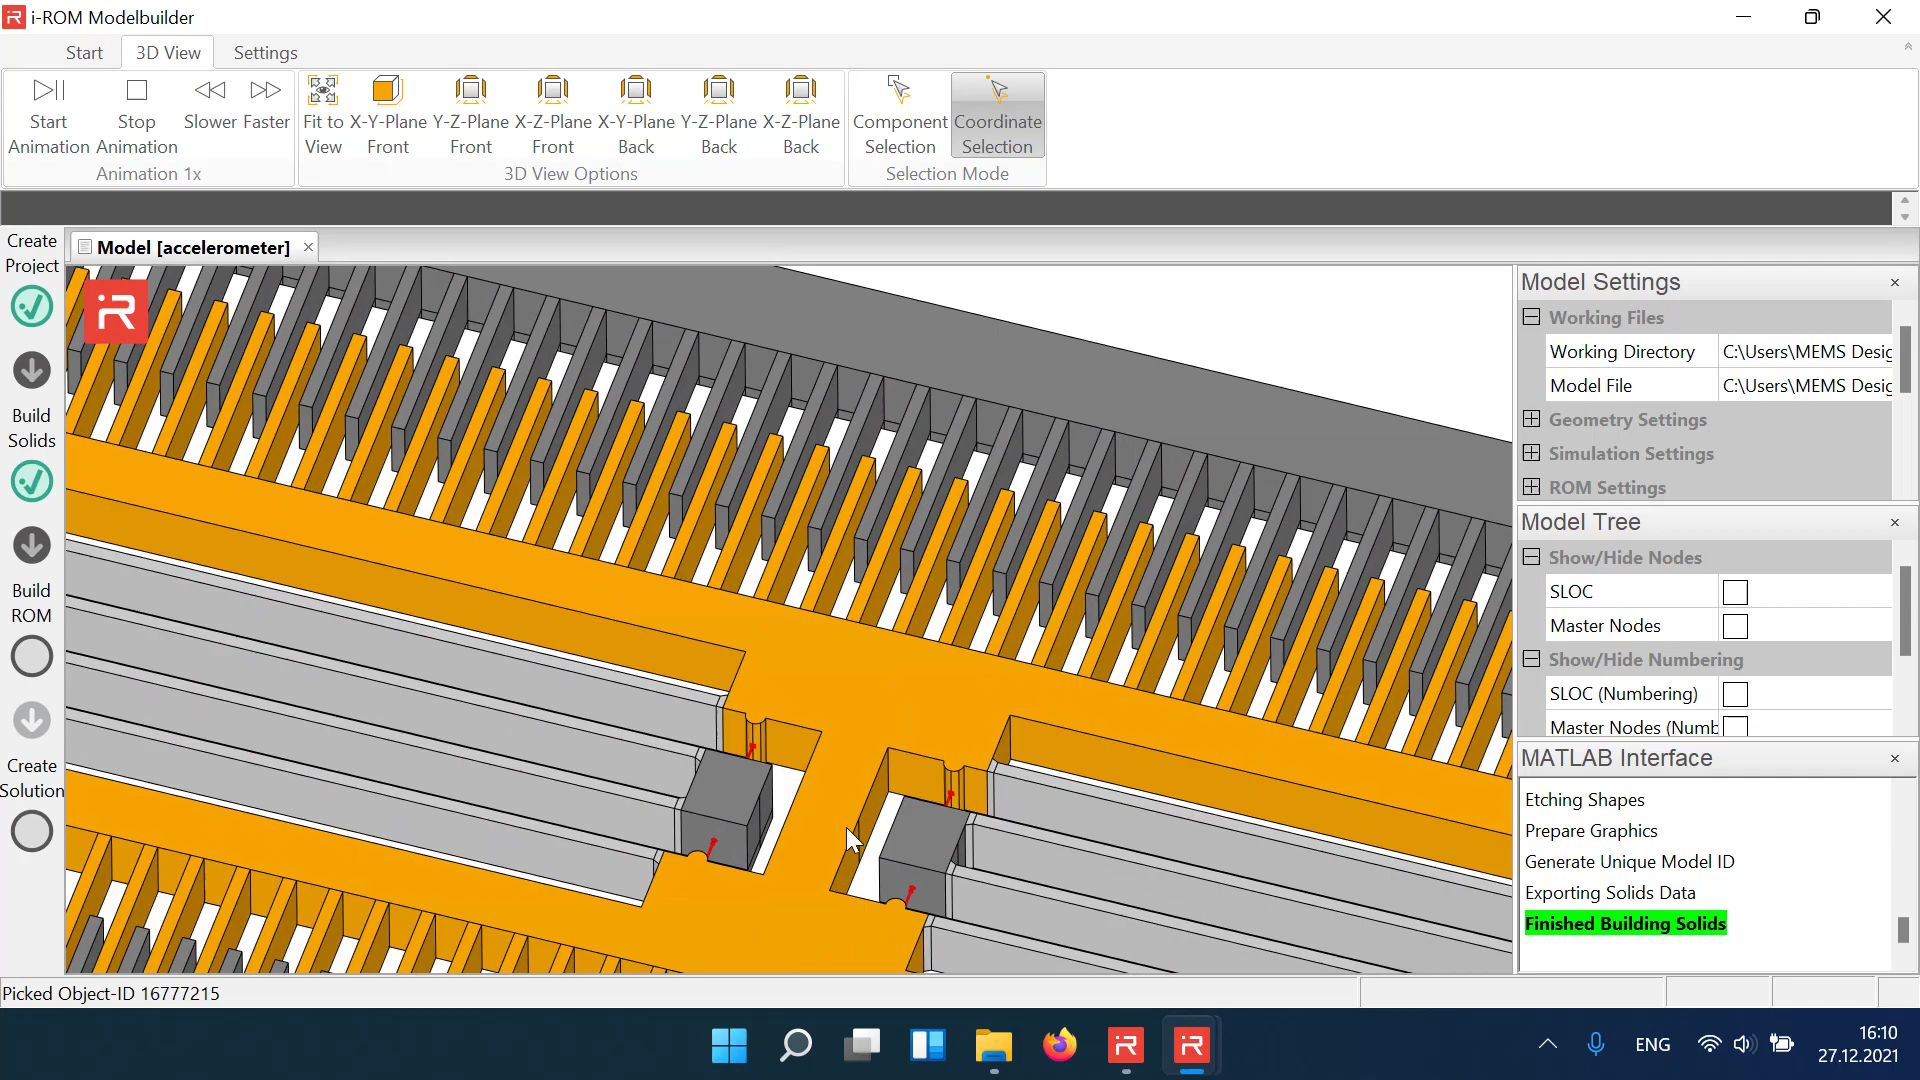 i-ROM Modelbuilder
Start
3D View
Settings
Start Animation
Stop Animation
Slower
Faster
Animation 1x
Fit to View
X-Y-Plane Front
Y-Z-Plane Front
X-Z-Plane Front
X-Y-Plane Back
Y-Z-Plane Back
X-Z-Plane Back
3D View Options
Component Selection
Coordinate Selection
Selection Mode
Create Project
Build Solids
Build ROM
Create Solution
Model [accelerometer]
iR
Model Settings
Working Files
Working Directory C:\Users\MEMS Desig
Model File C:\Users\MEMS Desig
Geometry Settings
Simulation Settings
ROM Settings
Model Tree
Show/Hide Nodes
SLOC
Master Nodes
Show/Hide Numbering
SLOC (Numbering)
Master Nodes (Numb
MATLAB Interface
Etching Shapes
Prepare Graphics
Generate Unique Model ID
Exporting Solids Data
Finished Building Solids
Picked Object-ID 16777215
iR
iR
ENG
16:10
27.12.2021